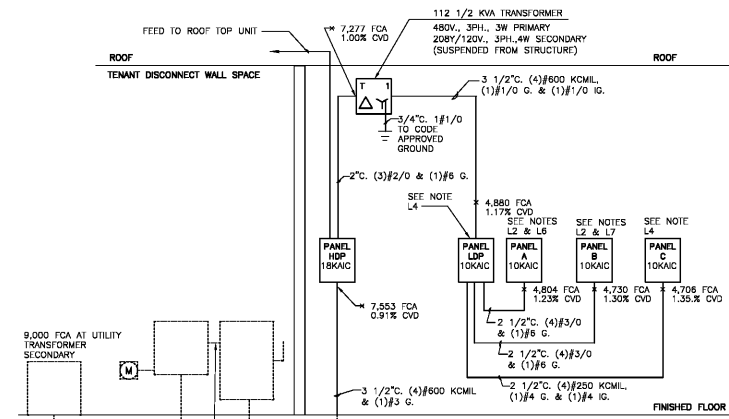 112 1/2 KVA TRANSFORMER
480V., 3PH., 3W PRIMARY
208Y/120V., 3PH.,4W SECONDARY
(SUSPENDED FROM STRUCTURE)
7,277 FCA
1.00% CVD
FEED TO ROOF TOP UNIT
ROOF
ROOF
TENANT DISCONNECT WALL SPACE
T 1
3 1/2"C. (4)#600 KCMIL,
(1)#1/0 G. & (1)#1/0 IG.
3/4"C. 1#1/0
TO CODE
APPROVED
GROUND
2"C. (3)#2/0 & (1)#6 G.
SEE NOTE
L4
4,880 FCA
1.17% CVD
SEE NOTES
L2 & L6
SEE NOTES
L2 & L7
SEE NOTE
L4
PANEL
HDP
18KAIC
PANEL
LDP
10KAIC
PANEL
A
10KAIC
PANEL
B
10KAIC
PANEL
C
10KAIC
4,804 FCA
1.23% CVD
4,730 FCA
1.30% CVD
4,706 FCA
1.35.% CVD
7,553 FCA
0.91% CVD
2 1/2"C. (4)#3/0
& (1)#6 G.
2 1/2"C. (4)#3/0
& (1)#6 G.
9,000 FCA AT UTILITY
TRANSFORMER
SECONDARY
M
3 1/2"C. (4)#600 KCMIL
& (1)#3 G.
2 1/2"C. (4)#250 KCMIL,
(1)#4 G. & (1)#4 IG.
FINISHED FLOOR